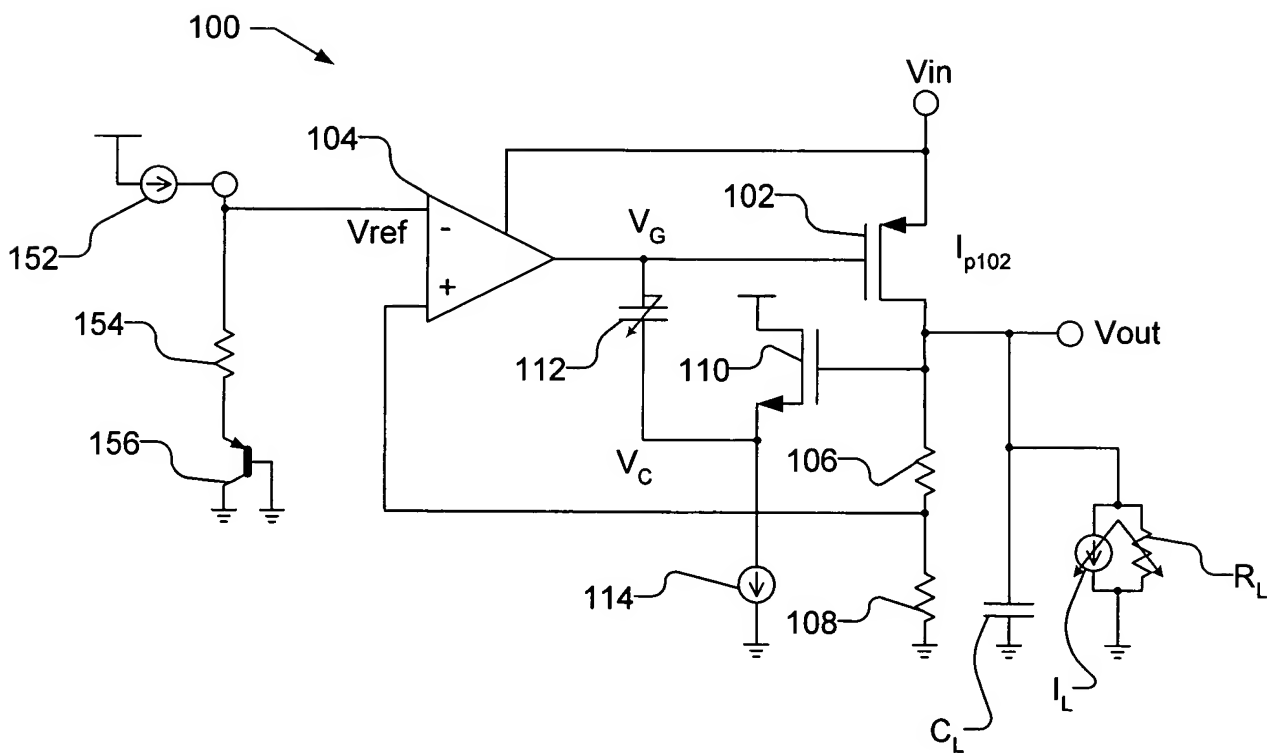 100
Vin
104
102
152
Vref
-
+
V_G
I_p102
154
Vout
112
110
156
V_C
106
114
108
R_L
I_L
C_L